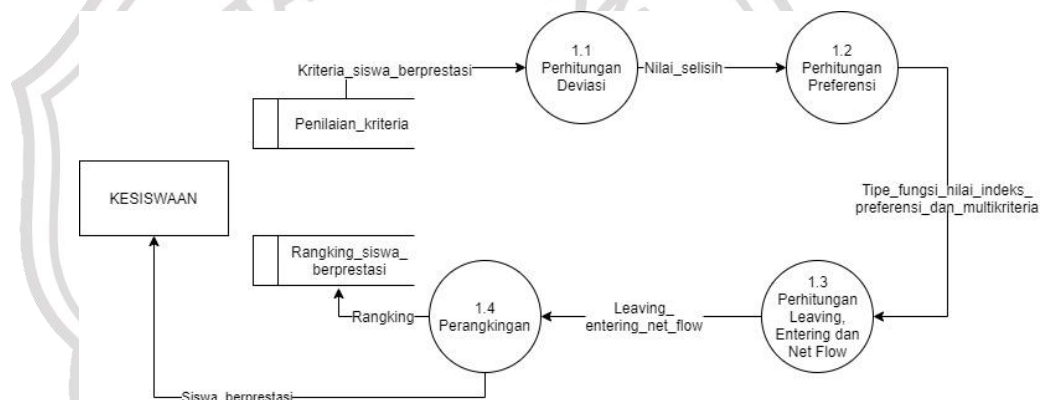 Kriteria_siswa_berprestasi
1.1
Perhitungan
Deviasi
Nilai_selisih
1.2
Perhitungan
Preferensi
Penilaian_kriteria
KESISWAAN
Tipe_fungsi_nilai_indeks_
preferensi_dan_multikriteria
Rangking_siswa_
berprestasi
Rangking
1.4
Perangkingan
Leaving_
entering_net_flow
1.3
Perhitungan
Leaving,
Entering dan
Net Flow
Siswa_berprestasi